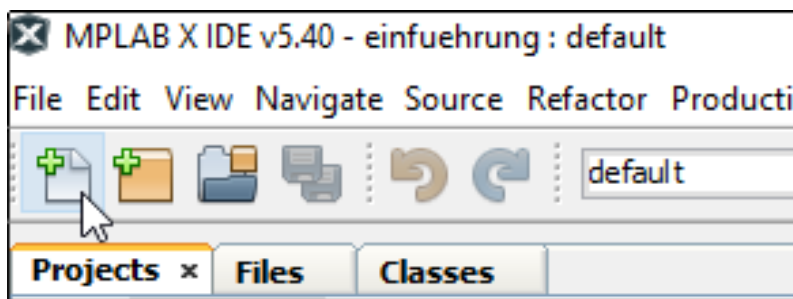 MPLAB X IDE v5.40 - einfuehrung : default
File Edit View Navigate Source Refactor Producti
default
Projects × Files Classes